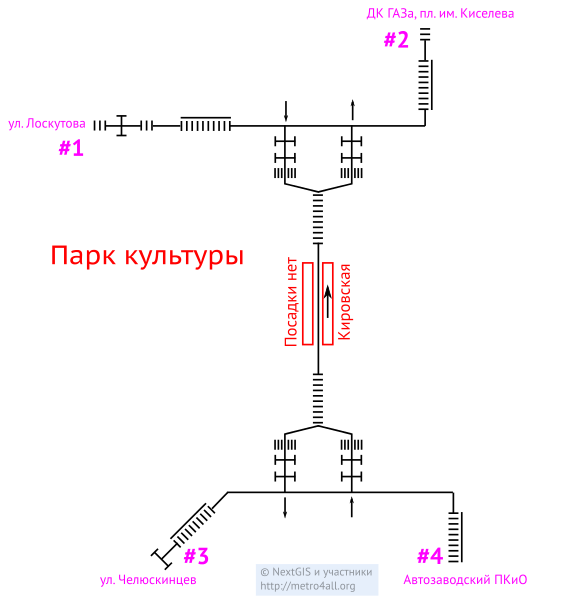 ДК ГАЗа, пл. им. Киселева
#2
ул. Лоскутова
#1
Парк культуры
Посадки нет
Кировская
#3
#4
ул. Челюскинцев
Автозаводский ПКиО
© NextGIS и участники
http://metro4all.org